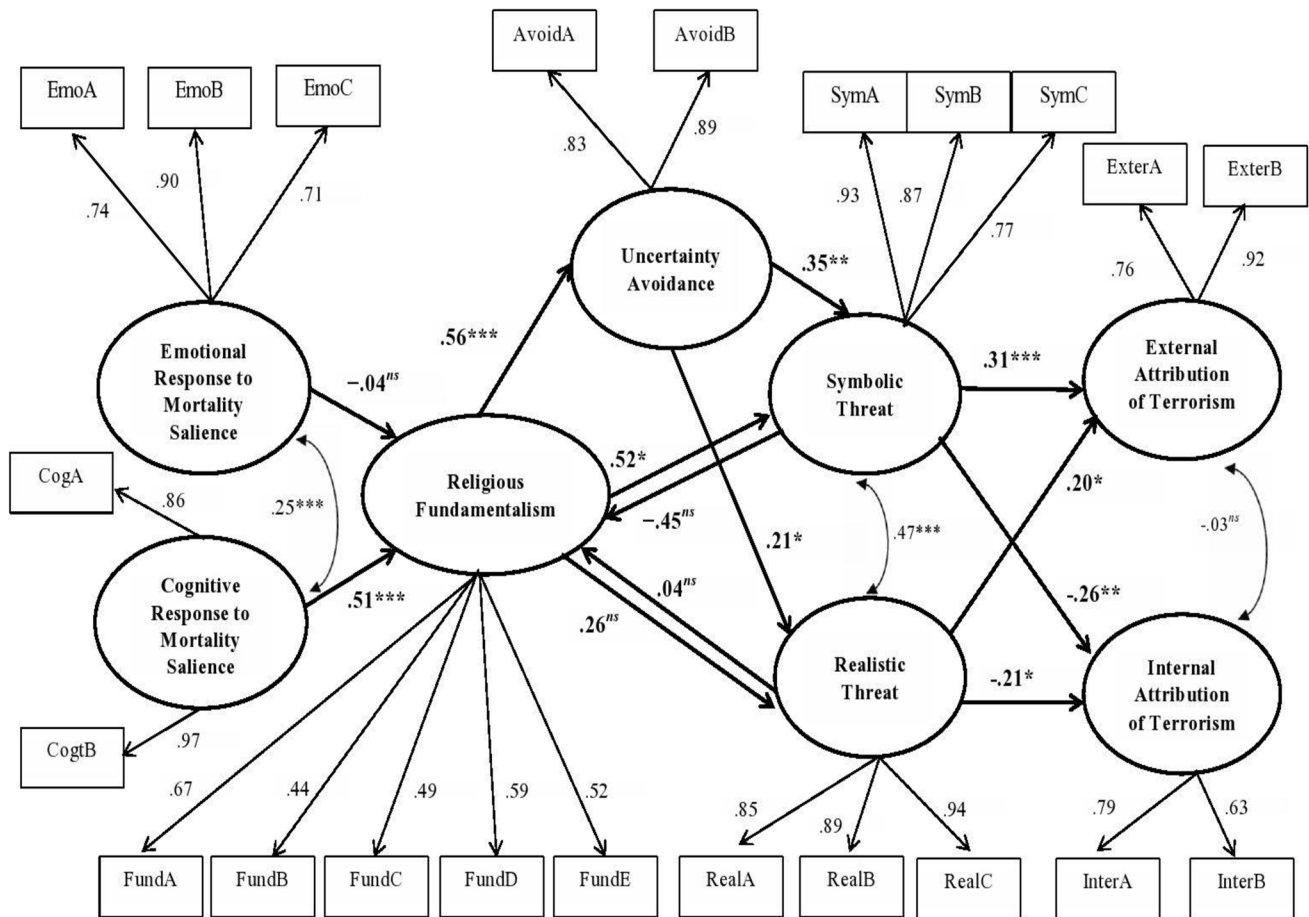 AvoidA
AvoidB
EmoA
EmoB
EmoC
SymA
SymB
SymC
ExterA
ExterB
.83
.89
.74
.90
.71
.93
.87
.77
.76
.92
Uncertainty
Avoidance
.35**
Emotional
Response to
Mortality
Salience
−.04ns
.56***
Symbolic
Threat
.31***
External
Attribution
of Terrorism
CogA
.86
.25***
Religious
Fundamentalism
.52*
−.45ns
.47***
.20*
-.03ns
.21*
Cognitive
Response to
Mortality
Salience
.51***
.04ns
.26ns
-.26**
Realistic
Threat
-.21*
Internal
Attribution
of Terrorism
CogtB
.97
.67
.44
.49
.59
.52
.85
.89
.94
.79
.63
FundA
FundB
FundC
FundD
FundE
RealA
RealB
RealC
InterA
InterB